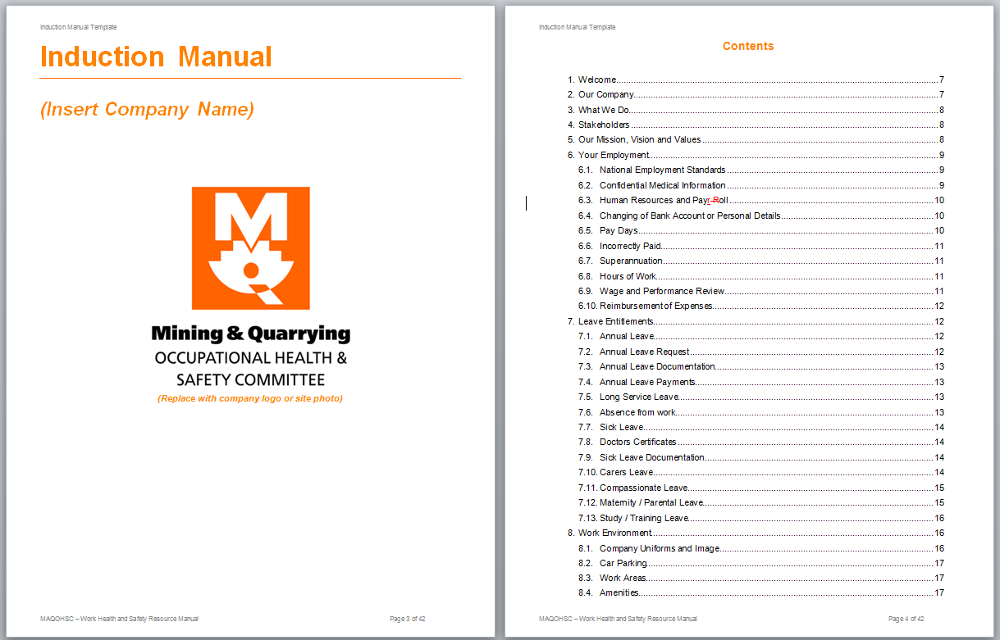 Induction Manual Template
Induction Manual
(Insert Company Name)
MQ
Mining & Quarrying
OCCUPATIONAL HEALTH &
SAFETY COMMITTEE
(Replace with company logo or site photo)
MAQOHSC – Work Health and Safety Resource Manual Page 3 of 42
Induction Manual Template
Contents
1. Welcome 7
2. Our Company 7
3. What We Do 8
4. Stakeholders 8
5. Our Mission, Vision and Values 8
6. Your Employment 9
6.1. National Employment Standards 9
6.2. Confidential Medical Information 9
6.3. Human Resources and Payr-Roll 10
6.4. Changing of Bank Account or Personal Details 10
6.5. Pay Days 10
6.6. Incorrectly Paid 11
6.7. Superannuation 11
6.8. Hours of Work 11
6.9. Wage and Performance Review 11
6.10. Reimbursement of Expenses 12
7. Leave Entitlements 12
7.1. Annual Leave 12
7.2. Annual Leave Request 12
7.3. Annual Leave Documentation 13
7.4. Annual Leave Payments 13
7.5. Long Service Leave 13
7.6. Absence from work 13
7.7. Sick Leave 14
7.8. Doctors Certificates 14
7.9. Sick Leave Documentation 14
7.10. Carers Leave 14
7.11. Compassionate Leave 15
7.12. Maternity / Parental Leave 15
7.13. Study / Training Leave 16
8. Work Environment 16
8.1. Company Uniforms and Image 16
8.2. Car Parking 17
8.3. Work Areas 17
8.4. Amenities 17
MAQOHSC – Work Health and Safety Resource Manual Page 4 of 42